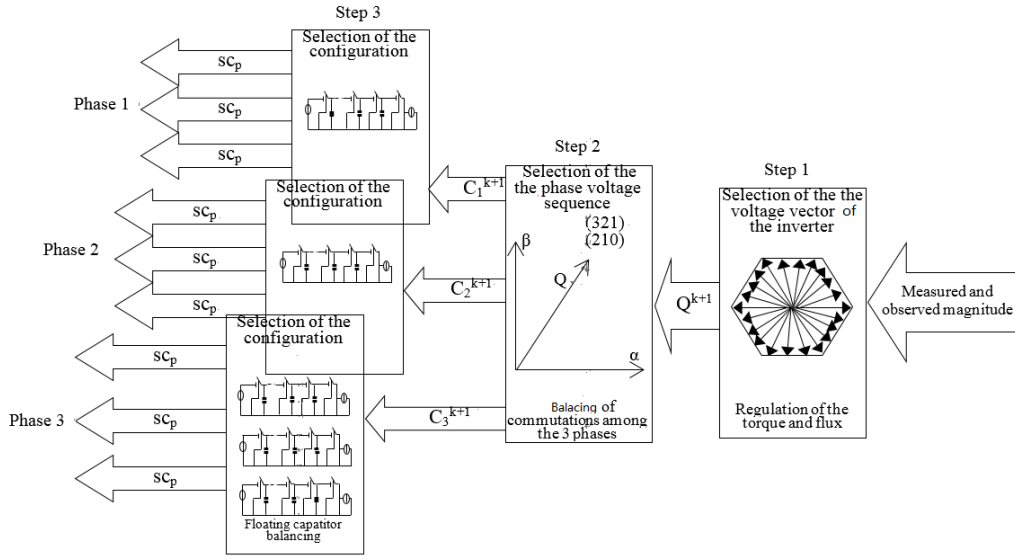 Step 3
Selection of the
configuration
sc_p
Phase 1
sc_p
sc_p
Step 2
Selection of the
the phase voltage
sequence
(321)
(210)
β
Q
α
Balacing of
commutations among
the 3 phases
Step 1
Selection of the the
voltage vector of
the inverter
Regulation of the
torque and flux
Measured and
observed magnitude
Q^k+1
C_1^k+1
C_2^k+1
C_3^k+1
Selection of the
configuration
sc_p
Phase 2
sc_p
sc_p
Selection of the
configuration
sc_p
Phase 3
sc_p
sc_p
Floating capatitor
balancing